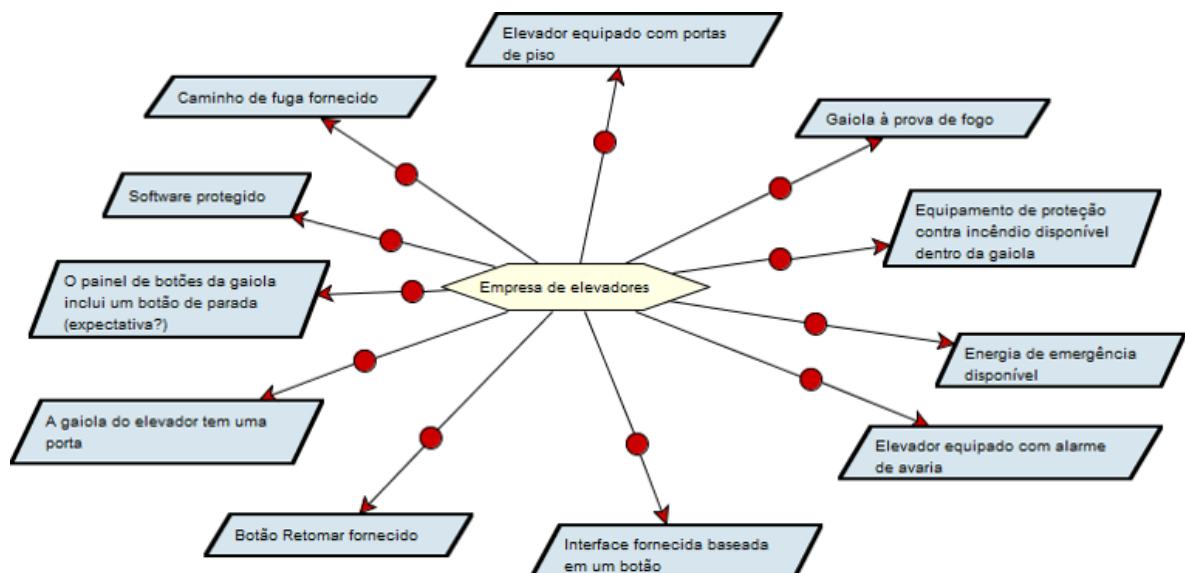 Elevador equipado com portas
de piso
Caminho de fuga fornecido
Gaiola à prova de fogo
Software protegido
Equipamento de proteção
contra incêndio disponível
dentro da gaiola
O painel de botões da gaiola
inclui um botão de parada
(expectativa?)
Empresa de elevadores
Energia de emergência
disponível
A gaiola do elevador tem uma
porta
Elevador equipado com alarme
de avaria
Botão Retomar fornecido
Interface fornecida baseada
em um botão